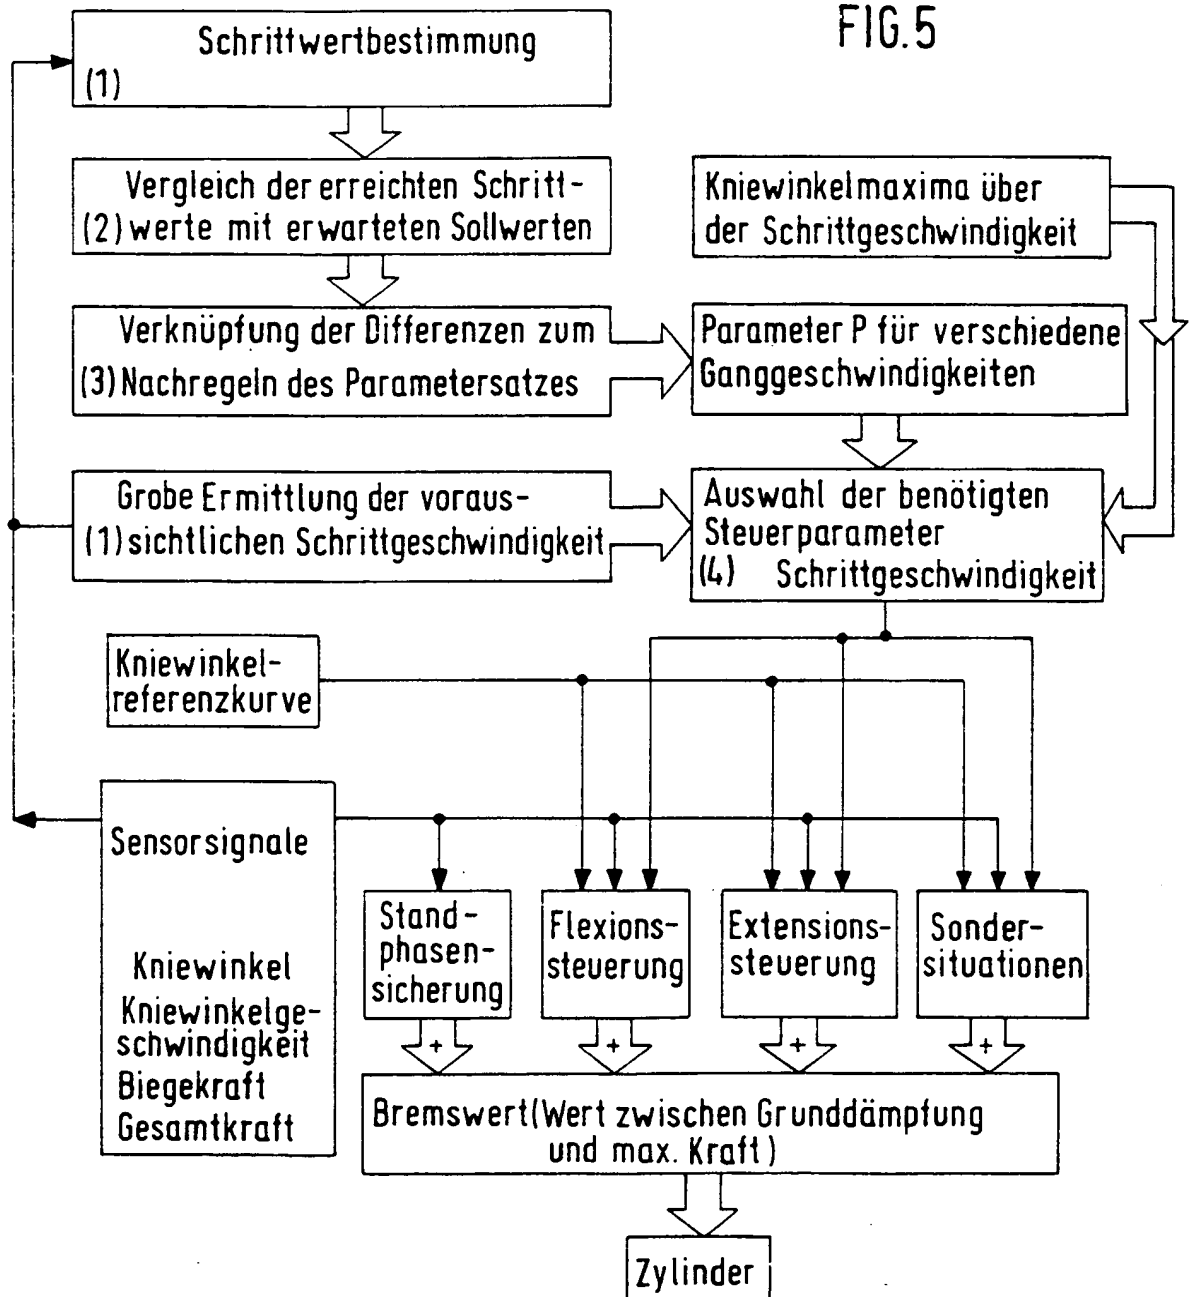 FIG.5
Schrittwertbestimmung
(1)
Vergleich der erreichten Schritt-
(2) werte mit erwarteten Sollwerten
Kniewinkelmaxima über
der Schrittgeschwindigkeit
Verknüpfung der Differenzen zum
(3) Nachregeln des Parametersatzes
Parameter P für verschiedene
Ganggeschwindigkeiten
Grobe Ermittlung der voraus-
(1) sichtlichen Schrittgeschwindigkeit
Auswahl der benötigten
Steuerparameter
(4) Schrittgeschwindigkeit
Kniewinkel-
referenzkurve
Sensorsignale
Kniewinkel
Kniewinkelge-
schwindigkeit
Biegekraft
Gesamtkraft
Stand-
phasen-
sicherung
Flexions-
steuerung
Extensions-
steuerung
Sonder-
situationen
+ + + +
Bremswert (Wert zwischen Grunddämpfung
und max. Kraft)
Zylinder